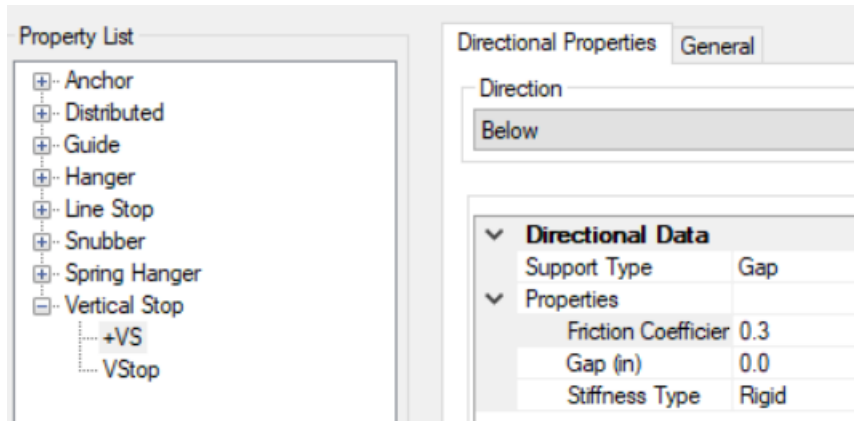 Property List
Anchor
Distributed
Guide
Hanger
Line Stop
Snubber
Spring Hanger
Vertical Stop
+VS
VStop
Directional Properties General
Direction
Below
Directional Data
Support Type Gap
Properties
Friction Coefficier 0.3
Gap (in) 0.0
Stiffness Type Rigid